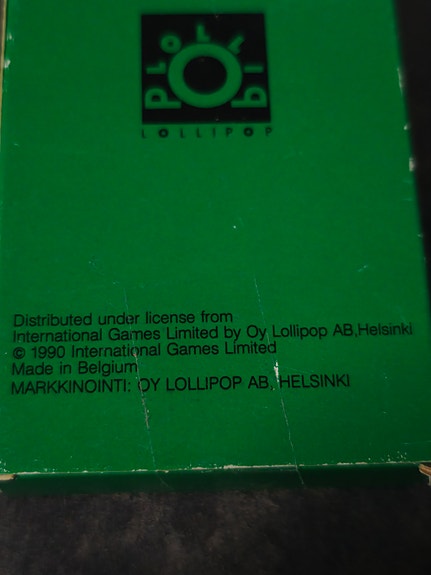 LOLLIPOP
LOLLIPOP
Distributed under license from
International Games Limited by Oy Lollipop AB,Helsinki
© 1990 International Games Limited
Made in Belgium
MARKKINOINTI: OY LOLLIPOP AB, HELSINKI